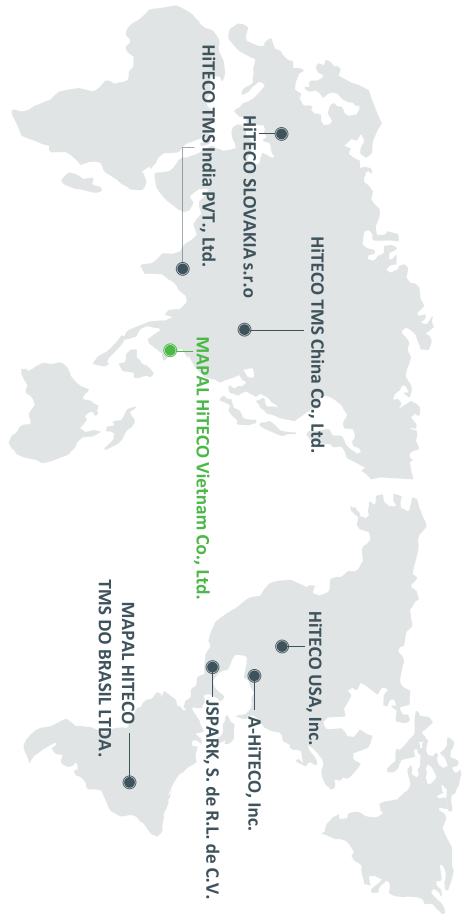 HiTECO TMS India PVT., Ltd.
HiTECO SLOVAKIA s.r.o
HiTECO TMS China Co., Ltd.
MAPAL HiTECO Vietnam Co., Ltd.
HiTECO USA, Inc.
A-HiTECO, Inc.
JSPARK, S. de R.L. de C.V.
MAPAL HITECO
TMS DO BRASIL LTDA.